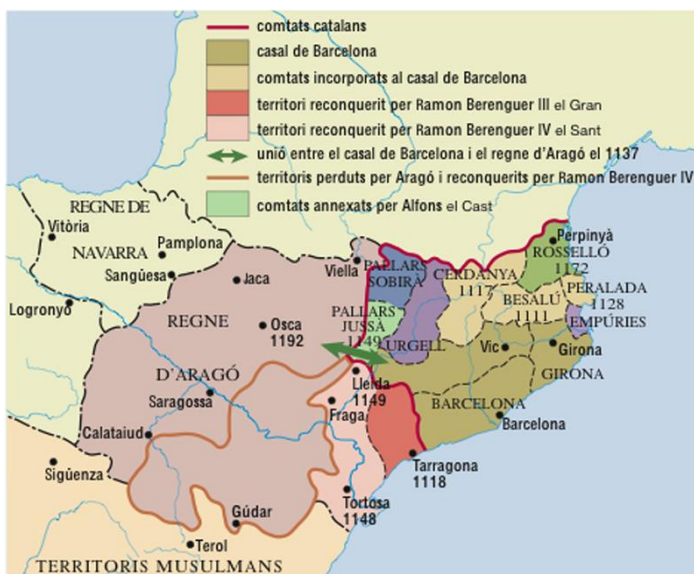 comtats catalans
casal de Barcelona
comtats incorporats al casal de Barcelona
territori reconquerit per Ramon Berenguer III el Gran
territori reconquerit per Ramon Berenguer IV el Sant
unió entre el casal de Barcelona i el regne d'Aragó el 1137
territoris perduts per Aragó i reconquerits per Ramon Berenguer IV
comtats annexats per Alfons el Cast
REGNE DE
NAVARRA
Vitòria
Pamplona
Sangüesa
Logronyo
Jaca
Viella
REGNE
D'ARAGÓ
Osca
1192
Saragossa
Calataiud
Sigüenza
Gúdar
Terol
TERRITORIS MUSULMANS
PALLARS
SOBIRÀ
PALLARS
JUSSÀ
1149
URGELL
CERDANYA
1117
Perpinyà
ROSSELLÓ
1172
BESALÚ
1111
PERALADA
1128
EMPÚRIES
Vic
Girona
GIRONA
BARCELONA
Barcelona
Lleida
1149
Fraga
Tarragona
1118
Tortosa
1148